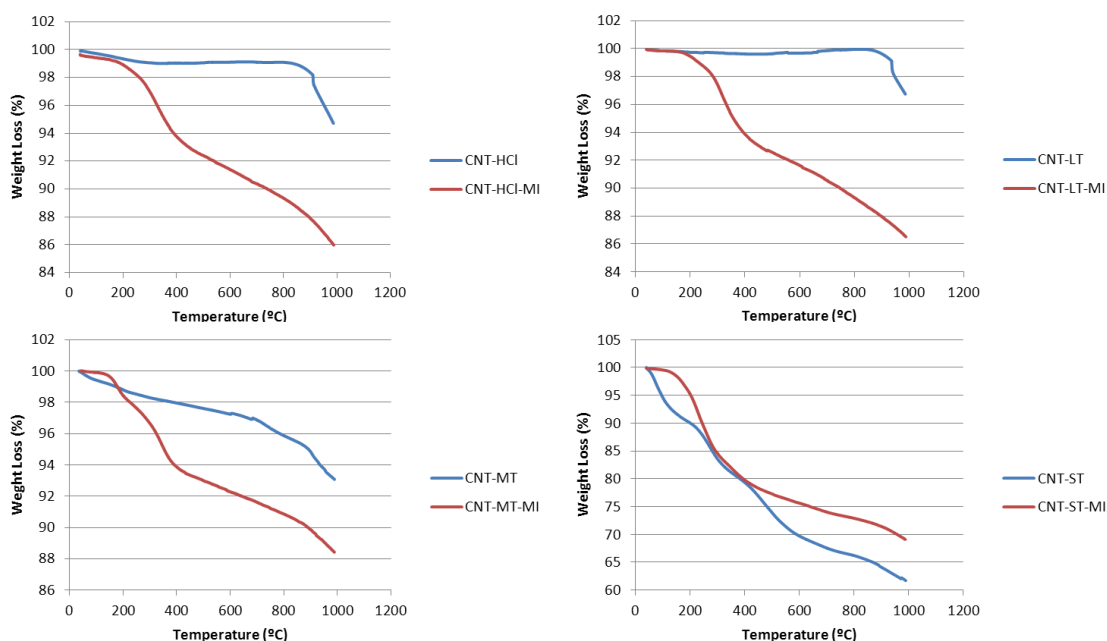 102
100
98
96
94
92
90
88
86
84
Weight Loss (%)
0 200 400 600 800 1000 1200
Temperature (ºC)
CNT-HCl
CNT-HCl-MI
102
100
98
96
94
92
90
88
86
84
Weight Loss (%)
0 200 400 600 800 1000 1200
Temperature (ºC)
CNT-LT
CNT-LT-MI
102
100
98
96
94
92
90
88
86
Weoght Loss (%)
0 200 400 600 800 1000 1200
Temperature (ºC)
CNT-MT
CNT-MT-MI
105
100
95
90
85
80
75
70
65
60
Weight Loss (%)
0 200 400 600 800 1000 1200
Temperature (ºC)
CNT-ST
CNT-ST-MI